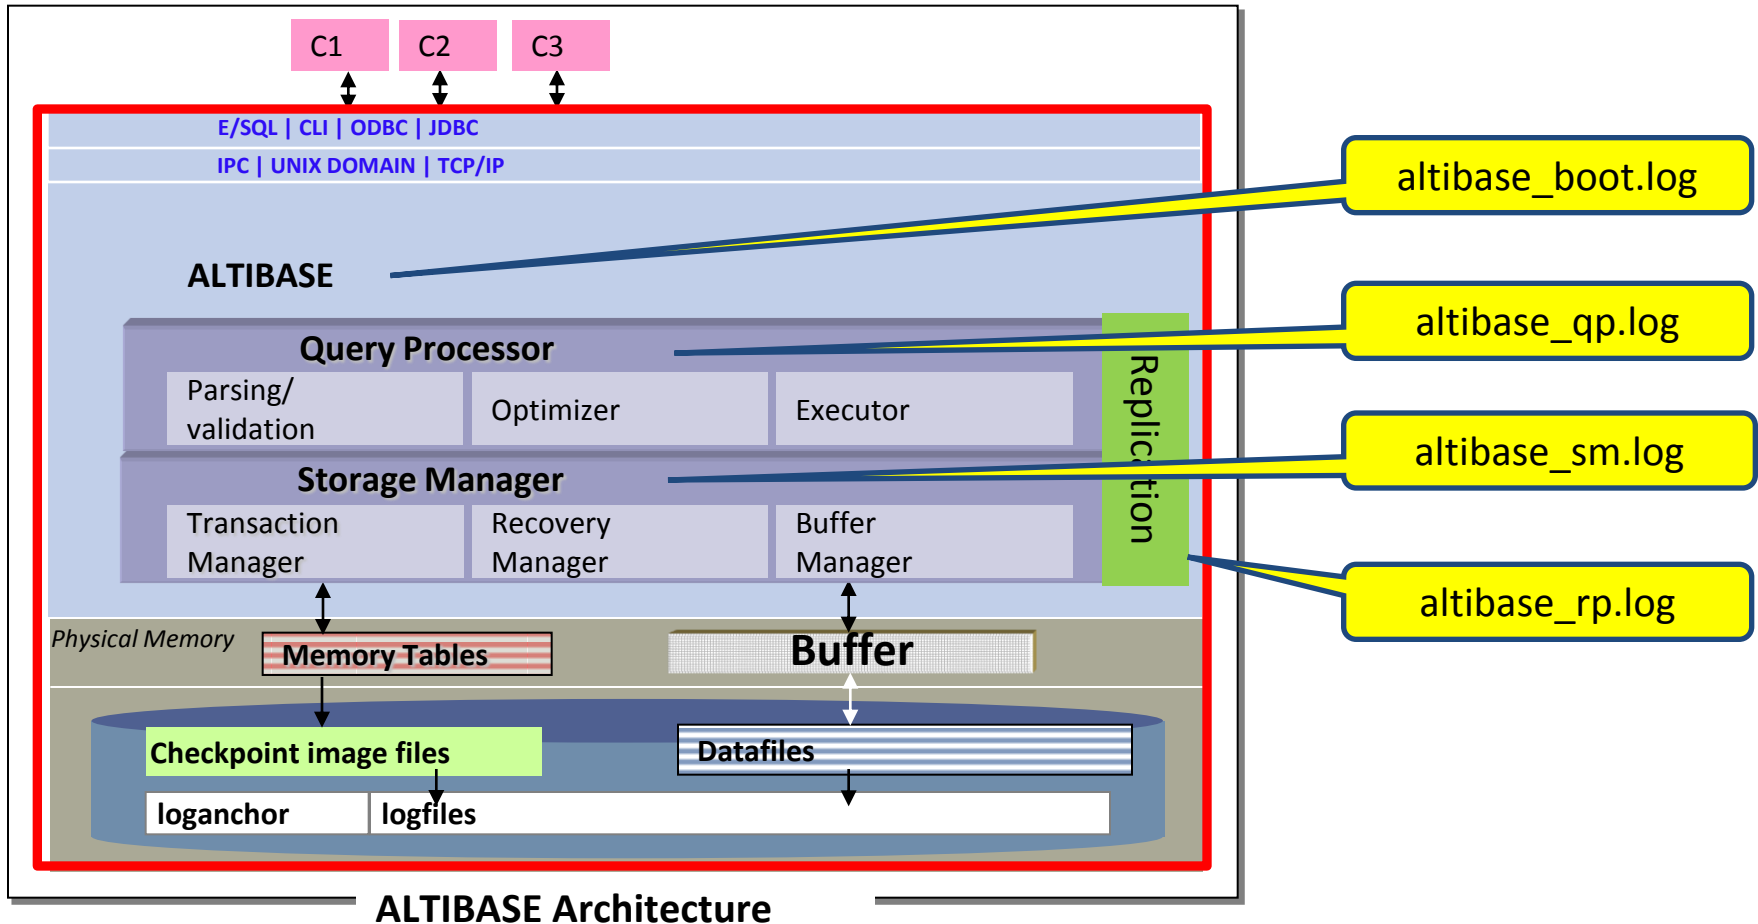 C1
C2
C3
E/SQL | CLI | ODBC | JDBC
IPC | UNIX DOMAIN | TCP/IP
altibase_boot.log
ALTIBASE
altibase_qp.log
Query Processor
Parsing/
validation
Optimizer
Executor
Replication
altibase_sm.log
Storage Manager
Transaction
Manager
Recovery
Manager
Buffer
Manager
altibase_rp.log
Physical Memory
Memory Tables
Buffer
Checkpoint image files
Datafiles
loganchor
logfiles
ALTIBASE Architecture